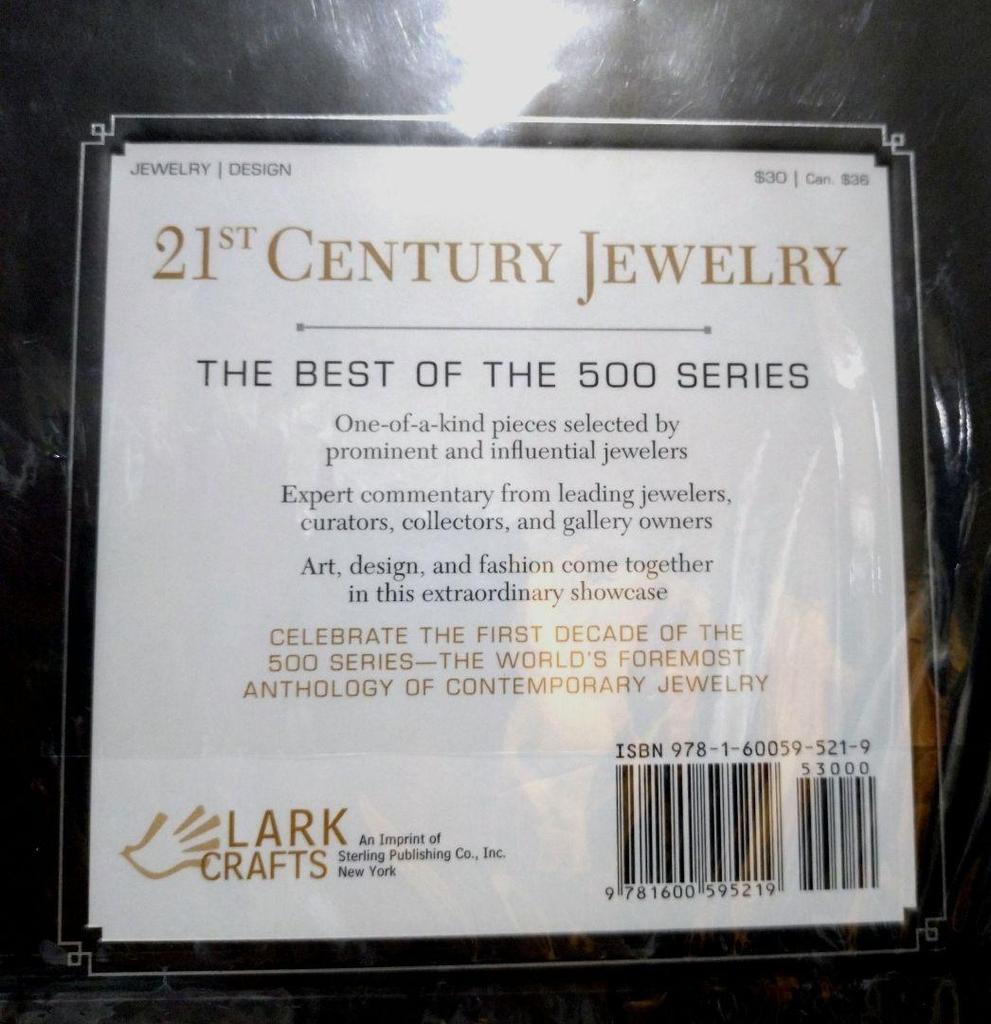 JEWELRY | DESIGN
$30 | Can. $36
21ST CENTURY JEWELRY
THE BEST OF THE 500 SERIES
One-of-a-kind pieces selected by
prominent and influential jewelers
Expert commentary from leading jewelers,
curators, collectors, and gallery owners
Art, design, and fashion come together
in this extraordinary showcase
CELEBRATE THE FIRST DECADE OF THE
500 SERIES—THE WORLD'S FOREMOST
ANTHOLOGY OF CONTEMPORARY JEWELRY
ISBN 978-1-60059-521-9
53000
9 781600 595219
LARK
CRAFTS
An Imprint of
Sterling Publishing Co., Inc.
New York